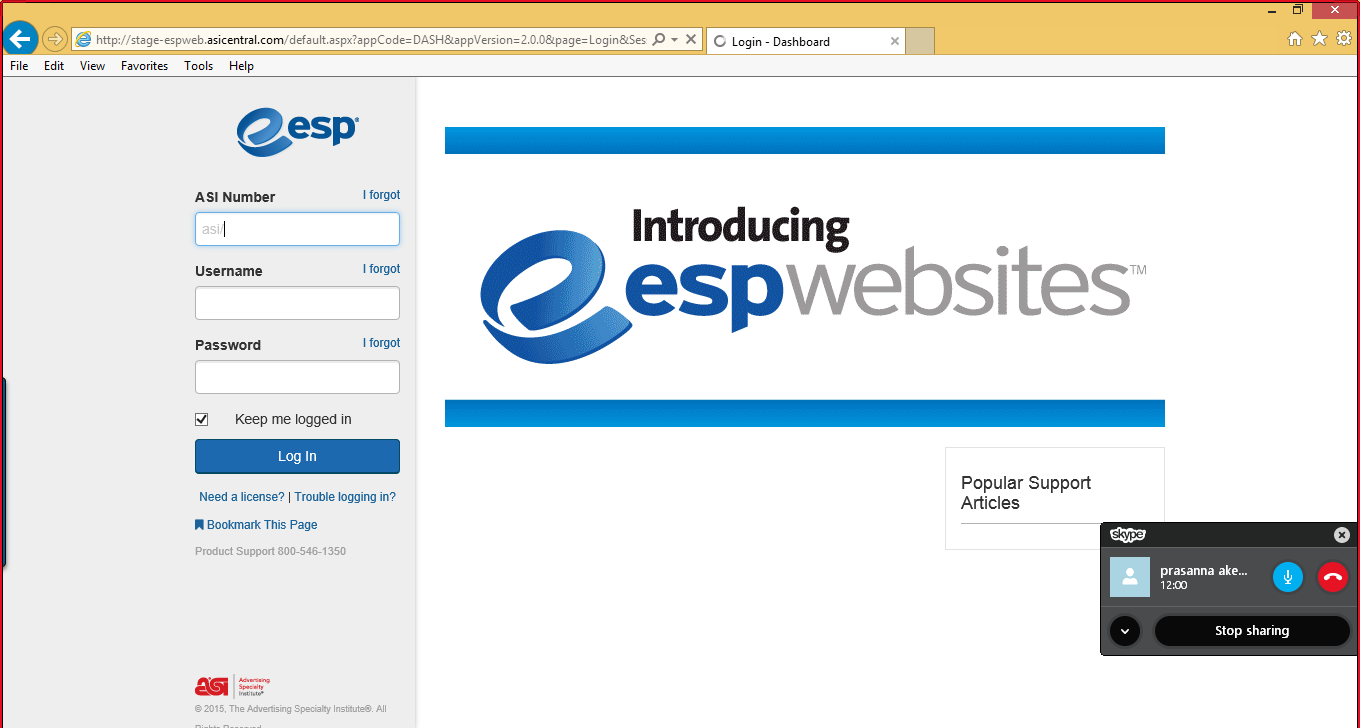 http://stage-espweb.asicentral.com/default.aspx?appCode=DASH&appVersion=2.0.0&page=Login&Ses
Login - Dashboard
File Edit View Favorites Tools Help
esp®
ASI Number I forgot
asi/
Username I forgot
Password I forgot
Keep me logged in
Log In
Need a license? | Trouble logging in?
Bookmark This Page
Product Support 800-546-1350
asi Advertising
Specialty
Institute®
© 2015, The Advertising Specialty Institute®. All
Rights Reserved
Introducing
espwebsites™
Popular Support
Articles
skype
prasanna ake...
12:00
Stop sharing